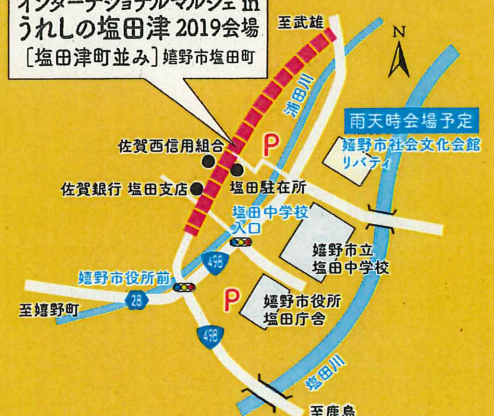 インターナショナルマルシェ in
うれしの塩田津 2019会場
[塩田津町並み] 嬉野市塩田町
至武雄
N
浦田川
P
雨天時会場予定
嬉野市社会文化会館
リバティ
佐賀西信用組合
佐賀銀行 塩田支店
塩田駐在所
塩田中学校
入口
嬉野市立
塩田中学校
498
嬉野市役所前
28
至嬉野町
P
嬉野市役所
塩田庁舎
498
塩田川
至鹿島